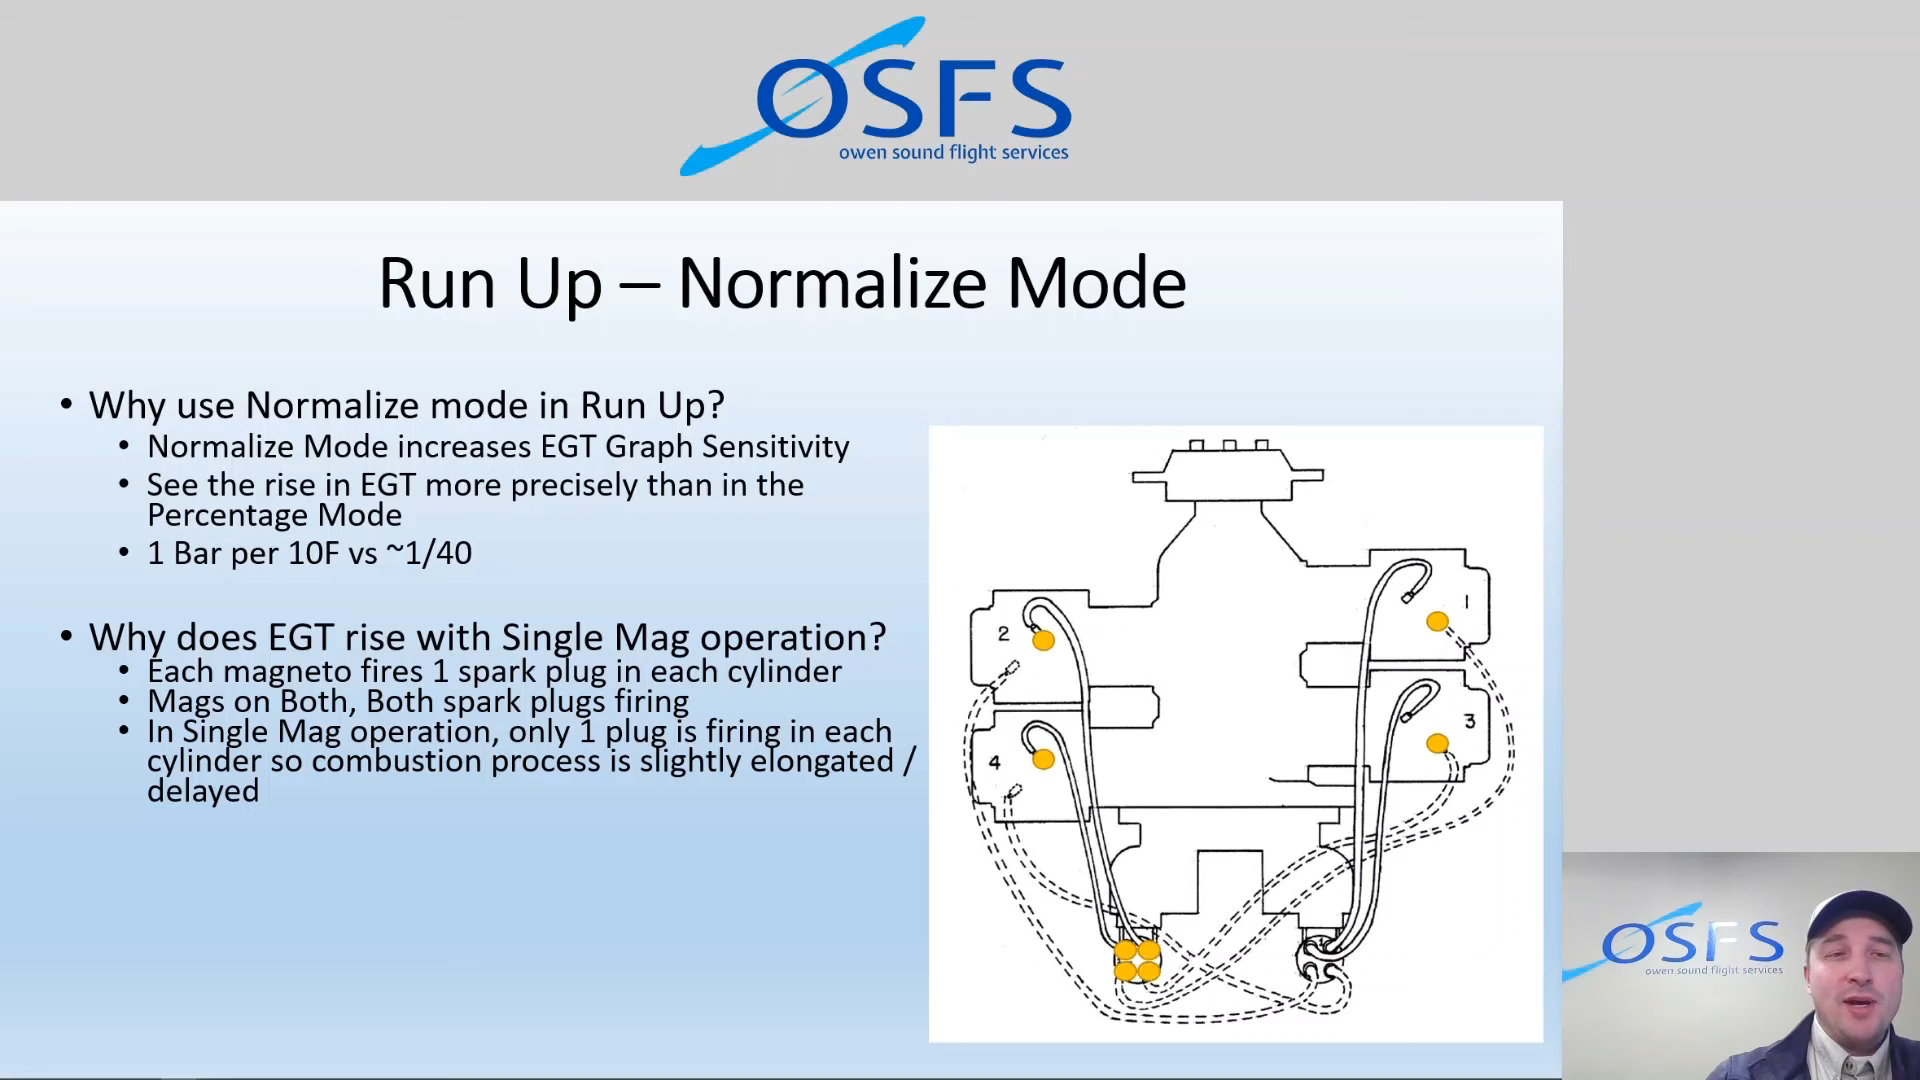 OSFS
owen sound flight services
Run Up – Normalize Mode
• Why use Normalize mode in Run Up?
• Normalize Mode increases EGT Graph Sensitivity
• See the rise in EGT more precisely than in the
Percentage Mode
• 1 Bar per 10F vs ~1/40
• Why does EGT rise with Single Mag operation?
• Each magneto fires 1 spark plug in each cylinder
• Mags on Both, Both spark plugs firing
• In Single Mag operation, only 1 plug is firing in each
cylinder so combustion process is slightly elongated /
delayed
1
2
3
4
OSFS
owen sound flight services